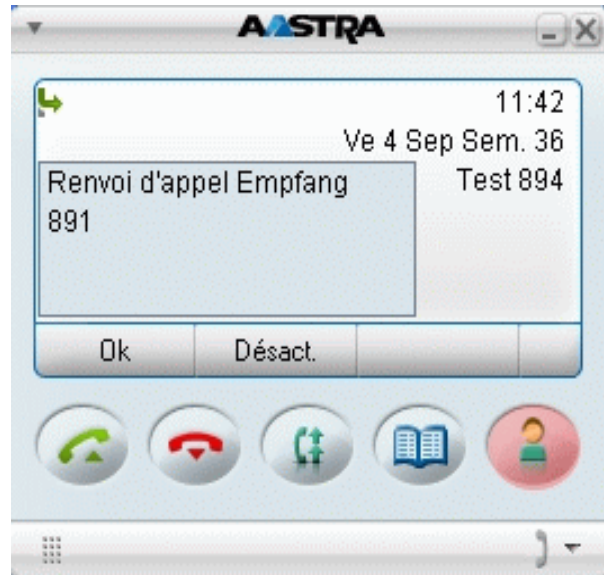 AASTRA
11:42
Ve 4 Sep Sem. 36
Test 894
Renvoi d'appel Empfang
891
Ok Désact.